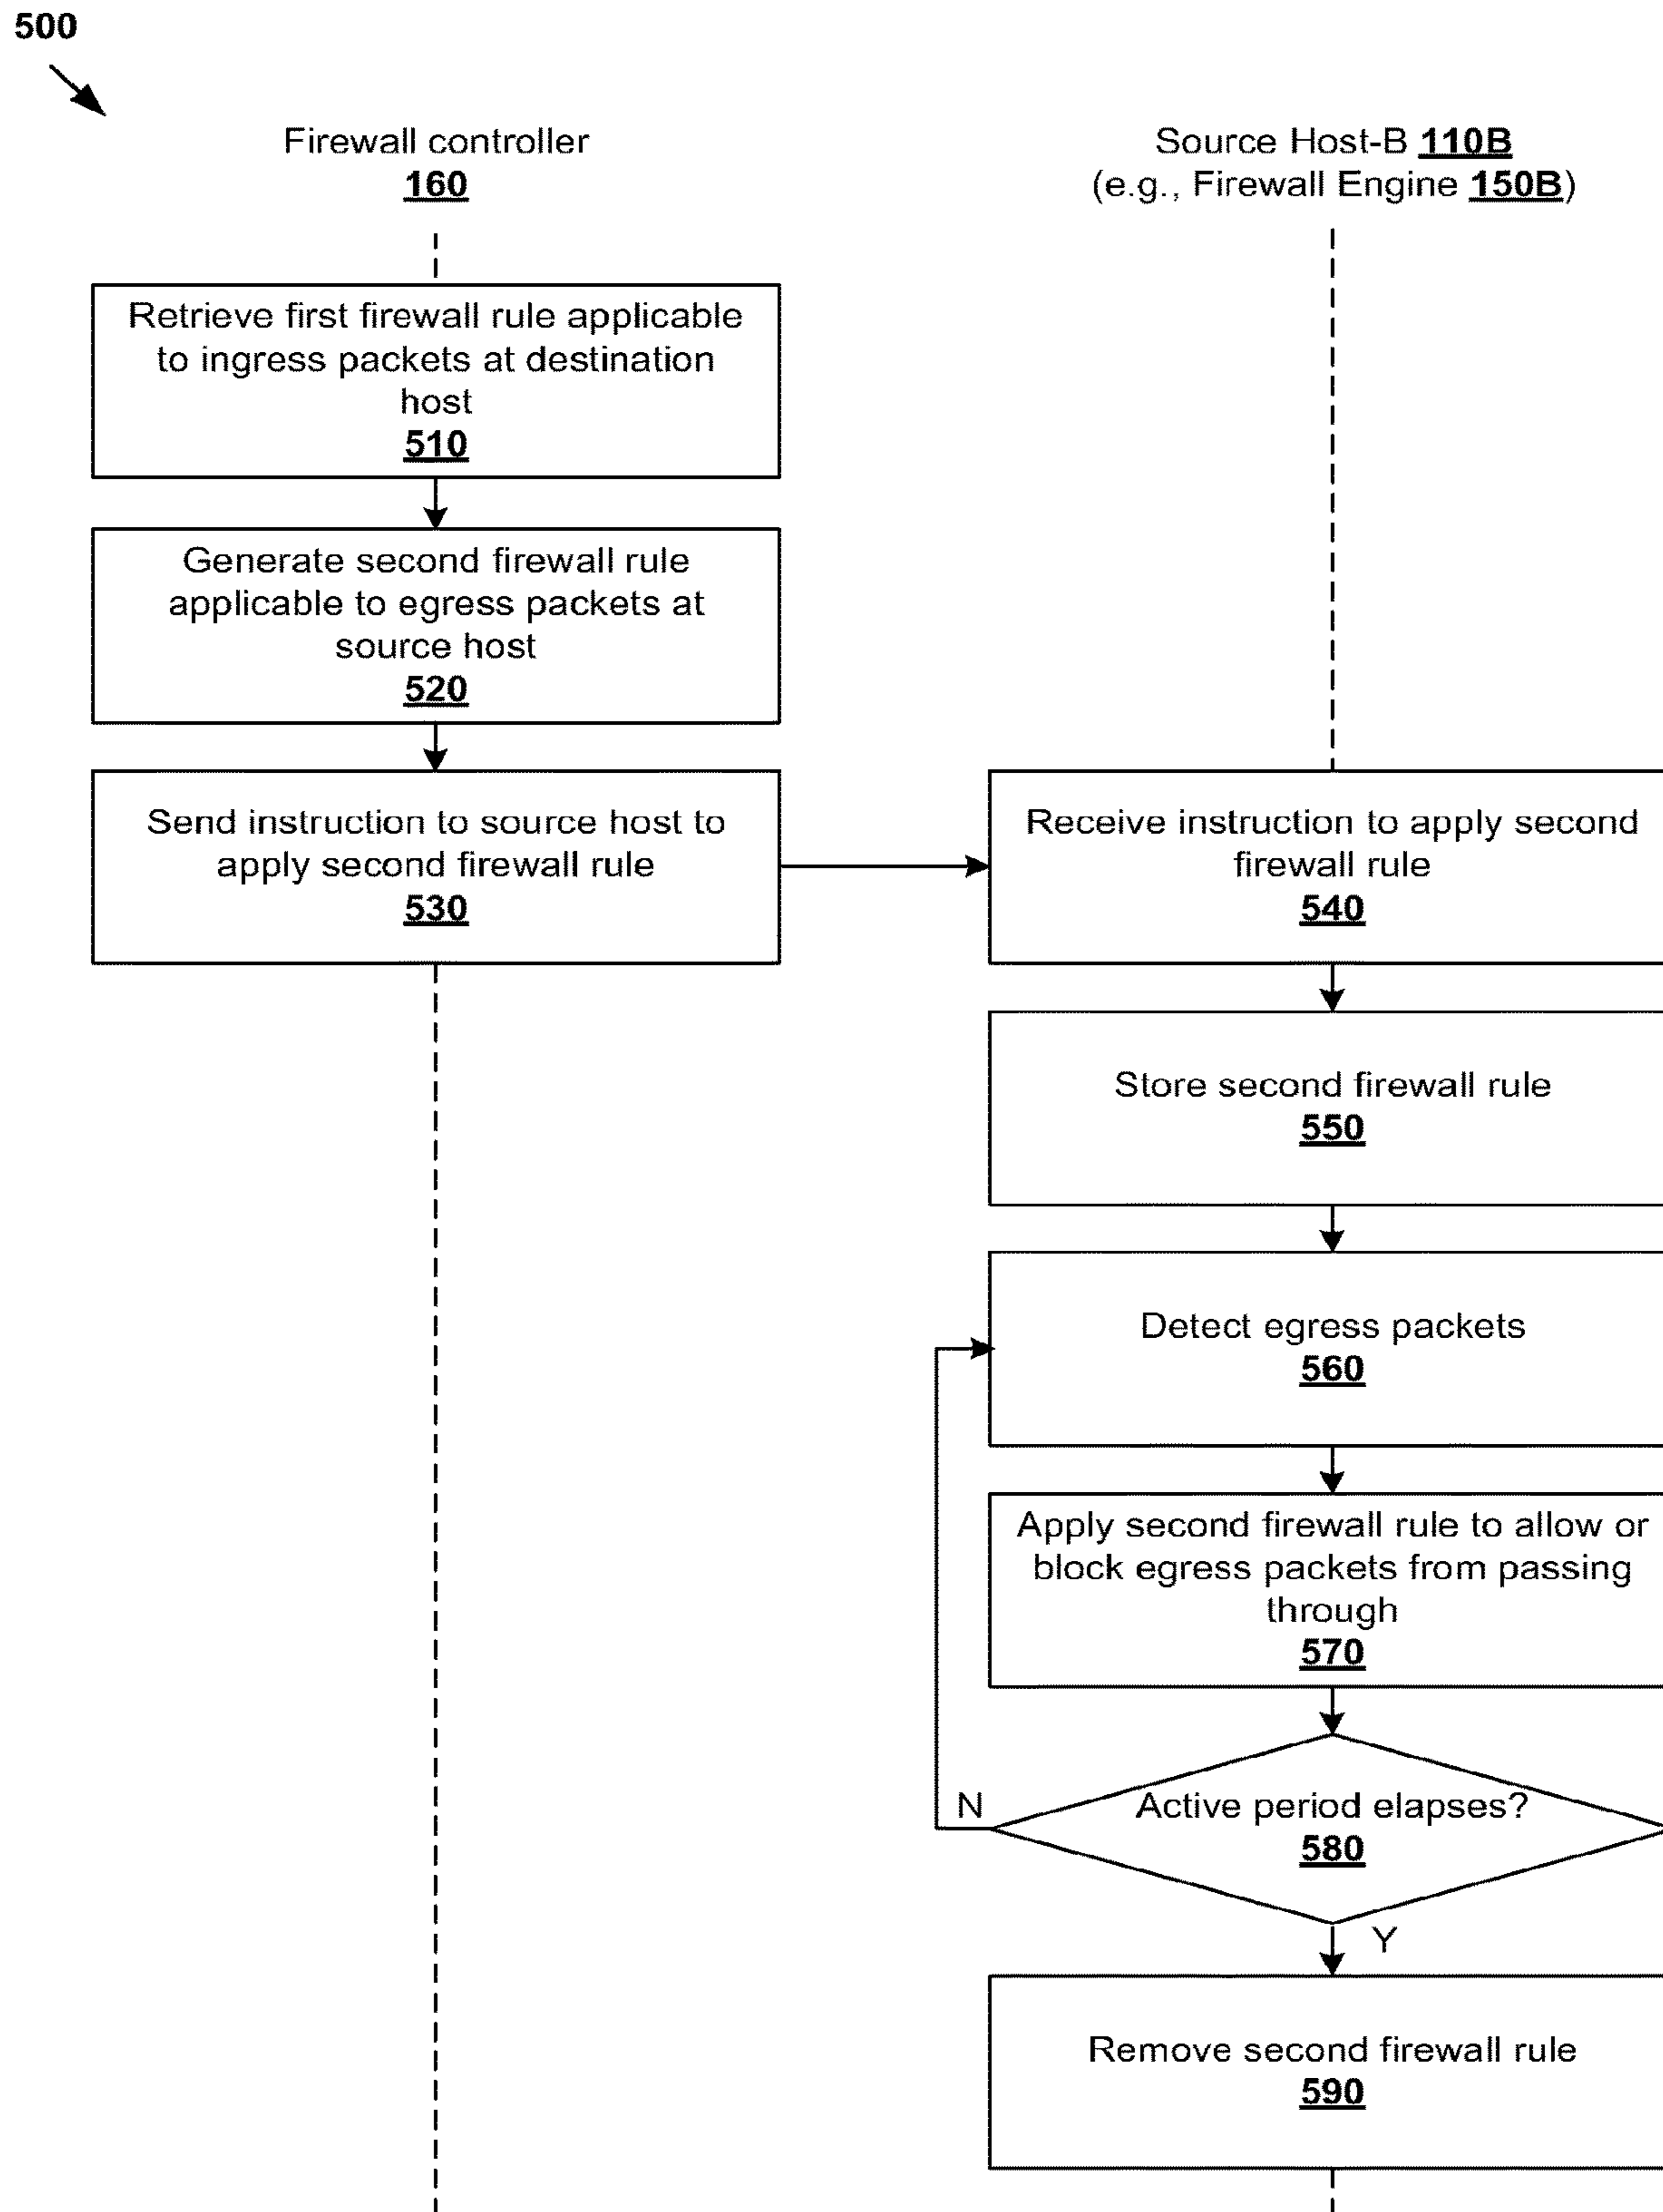 500
Firewall controller
160
Source Host-B 110B
(e.g., Firewall Engine 150B)
Retrieve first firewall rule applicable
to ingress packets at destination
host
510
Generate second firewall rule
applicable to egress packets at
source host
520
Send instruction to source host to
apply second firewall rule
530
Receive instruction to apply second
firewall rule
540
Store second firewall rule
550
Detect egress packets
560
Apply second firewall rule to allow or
block egress packets from passing
through
570
N
Active period elapses?
580
Y
Remove second firewall rule
590